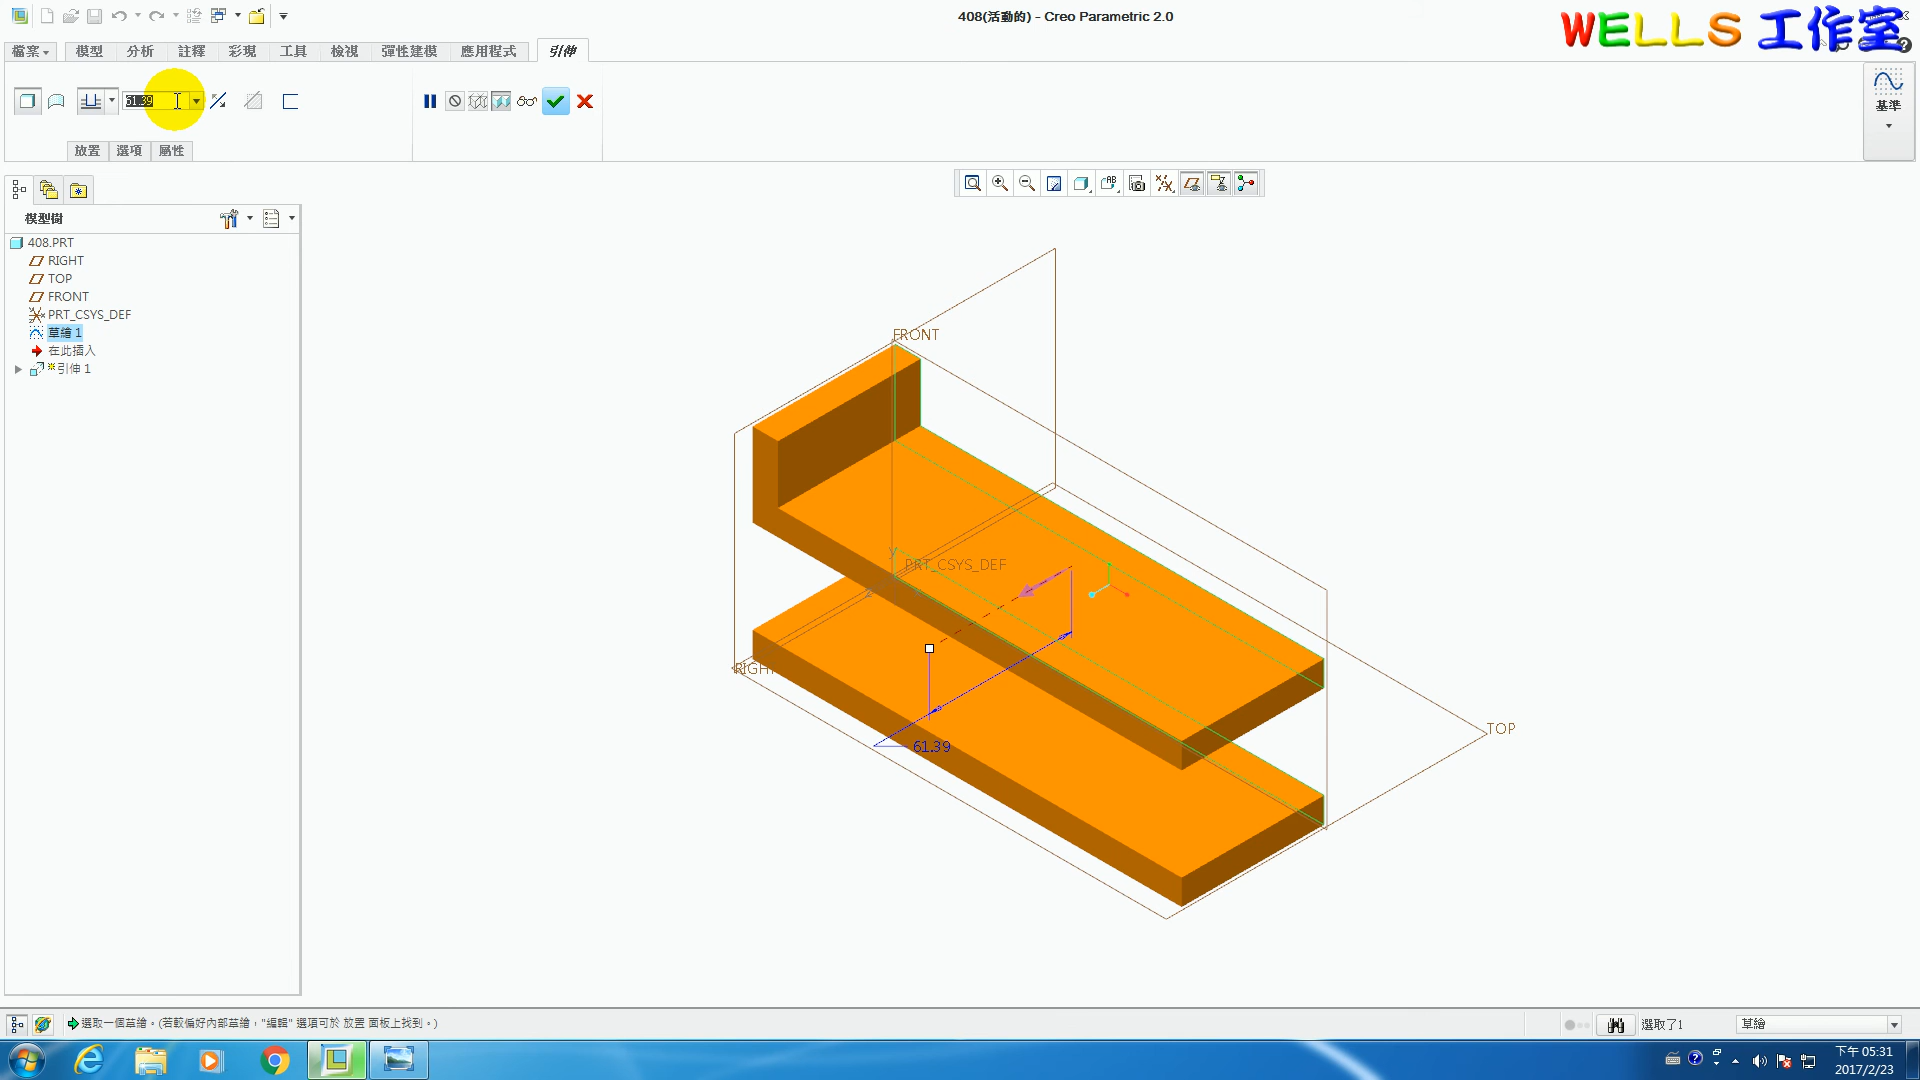 408(活動的) - Creo Parametric 2.0
WELLS 工作室
檔案 模型 分析 註釋 彩現 工具 檢視 彈性建模 應用程式 引伸
61.39
基準
放置 選項 屬性
模型樹
408.PRT
RIGHT
TOP
FRONT
PRT_CSYS_DEF
草繪 1
在此插入
引伸 1
FRONT
y
PRT_CSYS_DEF
RIGHT
TOP
61.39
選取一個草繪。(若較偏好內部草繪，"編輯" 選項可於 放置 面板上找到。)
選取了1
草繪
下午 05:31
2017/2/23